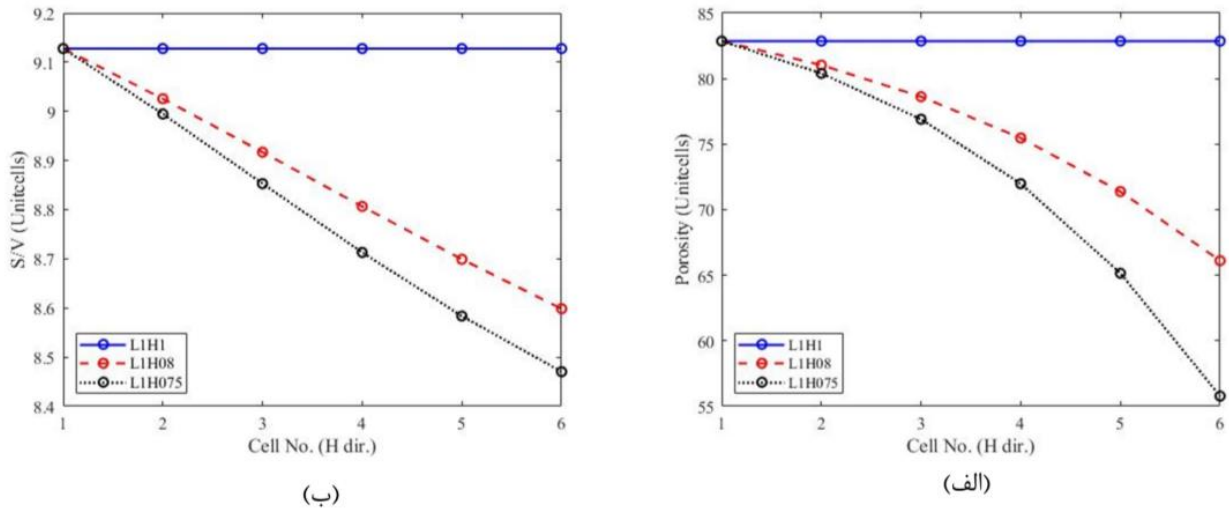 9.2
9.1
9
8.9
8.8
8.7
8.6
8.5
8.4
S/V (Unitcells)
L1H1
L1H08
L1H075
1 2 3 4 5 6
Cell No. (H dir.)
(ب)
85
80
75
70
65
60
55
Porosity (Unitcells)
L1H1
L1H08
L1H075
1 2 3 4 5 6
Cell No. (H dir.)
(الف)